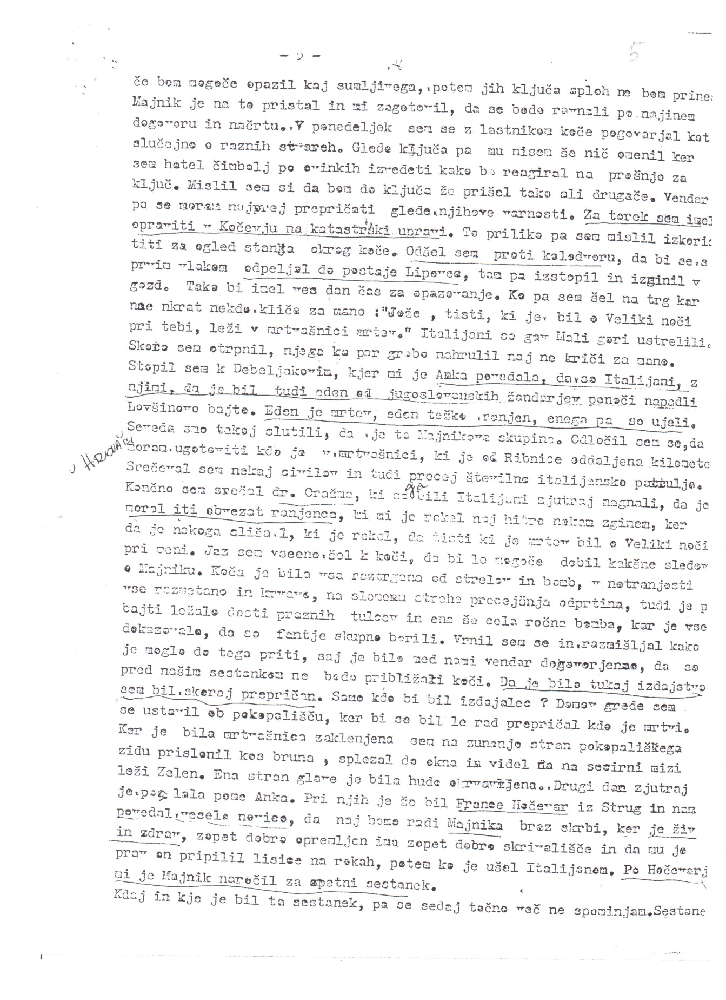 - 5 -
5
če bom mogoče opazil kaj sumljivega, potem jih ključa sploh ne bom prine
Majnik je na to pristal in mi zagotovil, da se bodo ravnali po najinem
dogovoru in načrtu. V ponedeljek sem se z lastnikom koče pogovarjal kot
slučajno o raznih stvareh. Glede ključa pa mu nisem še nič omenil ker
sem hotel čimbolj po ovinkih izvedeti kako bo reagiral na prošnjo za
ključ. Mislil sem si da bom do ključa že prišel tako ali drugače. Vendar
pa se moram najprej prepričati glede njihove varnosti. Za torek sem imel
opraviti v Kočevju na katastrski upravi. To priliko pa sem mislil izkoris
titi za ogled stanja okrog koče. Odšel sem proti kolodvoru, da bi se s
prvim vlakom odpeljal do postaje Lipovec, tam pa izstopil in izginil v
gozd. Tako bi imel ves dan čas za opazovanje. Ko pa sem šel na trg kar
nae nkrat nekdo kliče za mano :"Jože , tisti, ki je bil o Veliki noči
pri tebi, leži v mrtvašnici mrtev." Italijani so gav Mali gori ustrelili.
Skoro sem otrpnil, njega ka par grobo nahrulil naj ne kriči za mano.
Stopil sem k Debeljakovim, kjer mi je Anka povedala, da so Italijani, z
njimi, da je bil tudi eden od jugoslovanskih žandarjev ponoči napadli
Lovšinovo bajto. Eden je mrtev, eden težko ranjen, enega pa so ujeli.
Seveda smo takoj slutili, da je to Majnikova skupina. Odločil sem se,da
moram ugotoviti kdo je v mrtvašnici, ki je od Ribnice oddaljena kilomete
V HROVAČI
Srečeval sem nekaj civilov in tudi precej številne italijanske patrulje.
Končno sem srečal dr. Oražma, ki so ga bili Italijani zjutraj nagnali, da je
moral iti obvezat ranjenca, ki mi je rekel naj hitro nekam zginem, ker
da je nekoga slišal, ki je rekel, da tisti ki je mrtev bil o Veliki noči
pri meni. Jaz sem vseeno šel k koči, da bi le mogoče dobil kakšne sledov
o Majniku. Koča je bila vsa raztrgana od strelov in bomb, v notranjosti
vse razmetano in krvavo, na slemenu strehe precejšnja odprtina, tudi je p
bajti ležalo dosti praznih tulcev in ena še cela ročna bomba, kar je vse
dokazovalo, da so fantje skupno borili. Vrnil sem se in razmišljal kako
je moglo do tega priti, saj je bilo med nami vendar dogovorjeno, da se
pred našim sestankom ne bodo približali koči. Da je bilo tukaj izdajstvo
sem bil skoraj prepričan. Samo kdo bi bil izdajalec ? Domov grede sem
se ustavil ob pokopališču, ker bi se bil le rad prepričal kdo je mrtvi.
Ker je bila mrtvašnica zaklenjena sem na zunanjo stran pokopališkega
zidu prislonil kos bruna , splezal do okna in videl da na secirni mizi
leži Zelen. Ena stran glave je bila hudo okrvavljena. Drugi dan zjutraj
je poslala pome Anka. Pri njih je že bil France Hočevar iz Strug in nam
povedal veselo novico, da naj bomo radi Majnika brez skrbi, ker je živ
in zdrav, zopet dobro opremljen ima zopet dobro skrivališče in da mu je
prav on pripilil lisice na rokah, potem ko je ušel Italijanom. Po Hočevarj
mi je Majnik naročil za spetni sestanek.
Kdaj in kje je bil ta sestanek, pa se sedaj točno več ne spominjam.Sestane